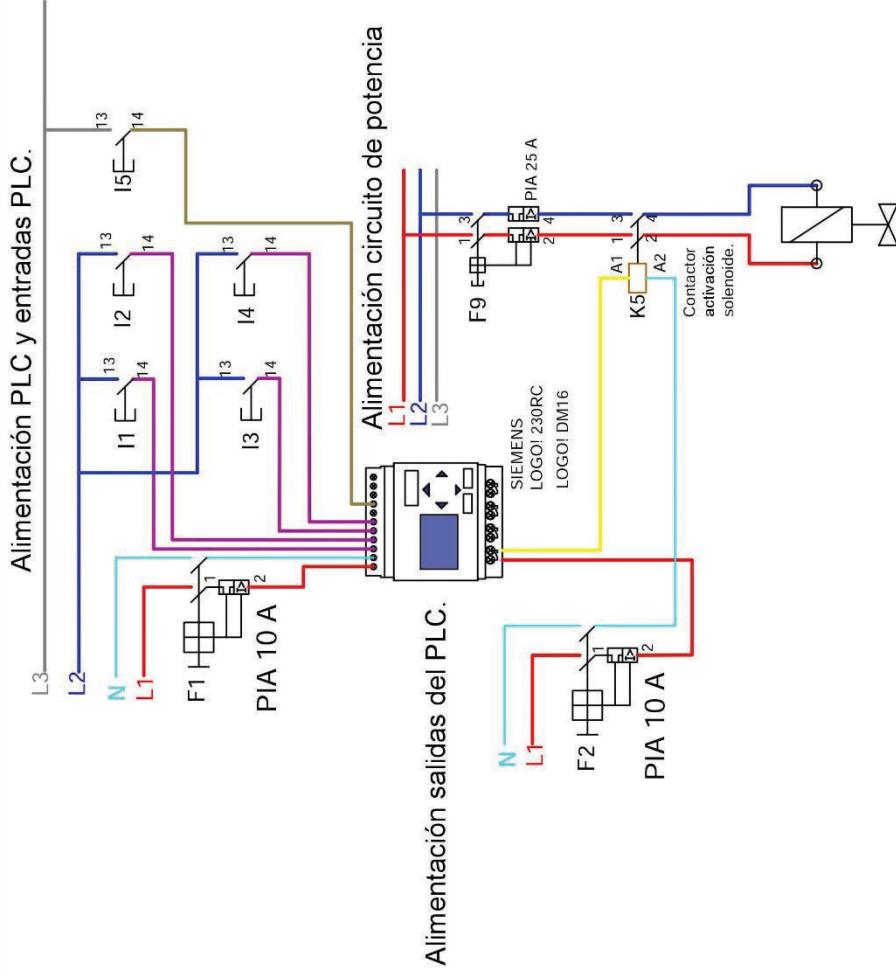 Alimentación PLC y entradas PLC.
L3
L2
N
L1
F1
1
2
PIA 10 A
13
I1
14
13
I2
14
13
I3
14
13
I4
14
13
I5
14
Alimentación circuito de potencia
L1
L2
L3
F9
1
3
2
4
PIA 25 A
SIEMENS
LOGO! 230RC
LOGO! DM16
A1
K5
A2
1
3
2
4
Contactor
activación
solenoide.
Alimentación salidas del PLC.
N
L1
F2
1
2
PIA 10 A